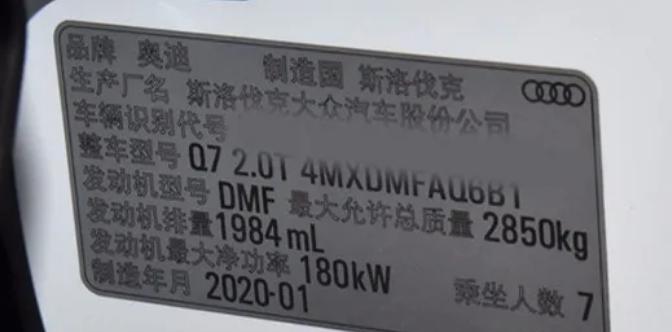 品牌 奥迪 制造国 斯洛伐克
生产厂名 斯洛伐克大众汽车股份公司
车辆识别代号
整车型号 Q7 2.0T 4MXDMFAQ6B1
发动机型号 DMF 最大允许总质量 2850kg
发动机排量 1984 mL
发动机最大净功率 180kW 乘坐人数 7
制造年月 2020-01